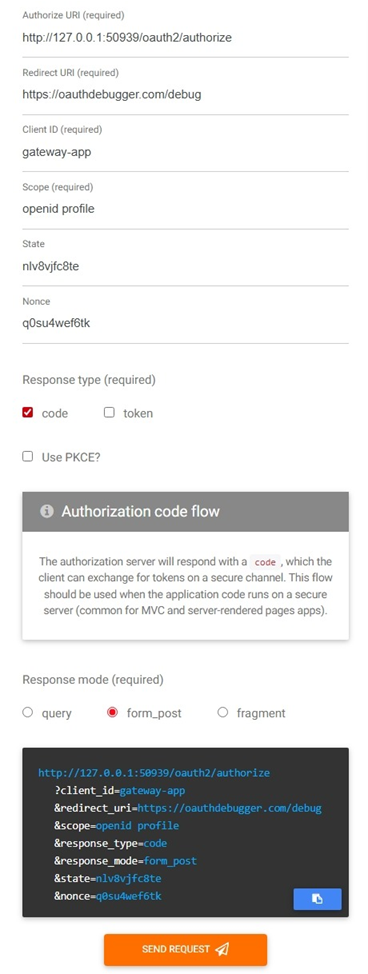 Authorize URI (required)
http://127.0.0.1:50939/oauth2/authorize
Redirect URI (required)
https://oauthdebugger.com/debug
Client ID (required)
gateway-app
Scope (required)
openid profile
State
nlv8vjfc8te
Nonce
q0su4wef6tk
Response type (required)
code token
Use PKCE?
Authorization code flow
The authorization server will respond with a code , which the
client can exchange for tokens on a secure channel. This flow
should be used when the application code runs on a secure
server (common for MVC and server-rendered pages apps).
Response mode (required)
query form_post fragment
http://127.0.0.1:50939/oauth2/authorize
?client_id=gateway-app
&redirect_uri=https://oauthdebugger.com/debug
&scope=openid profile
&response_type=code
&response_mode=form_post
&state=nlv8vjfc8te
&nonce=q0su4wef6tk
SEND REQUEST